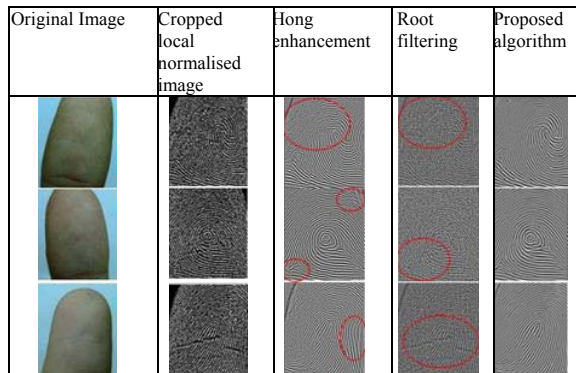 Original Image
Cropped
local
normalised
image
Hong
enhancement
Root
filtering
Proposed
algorithm